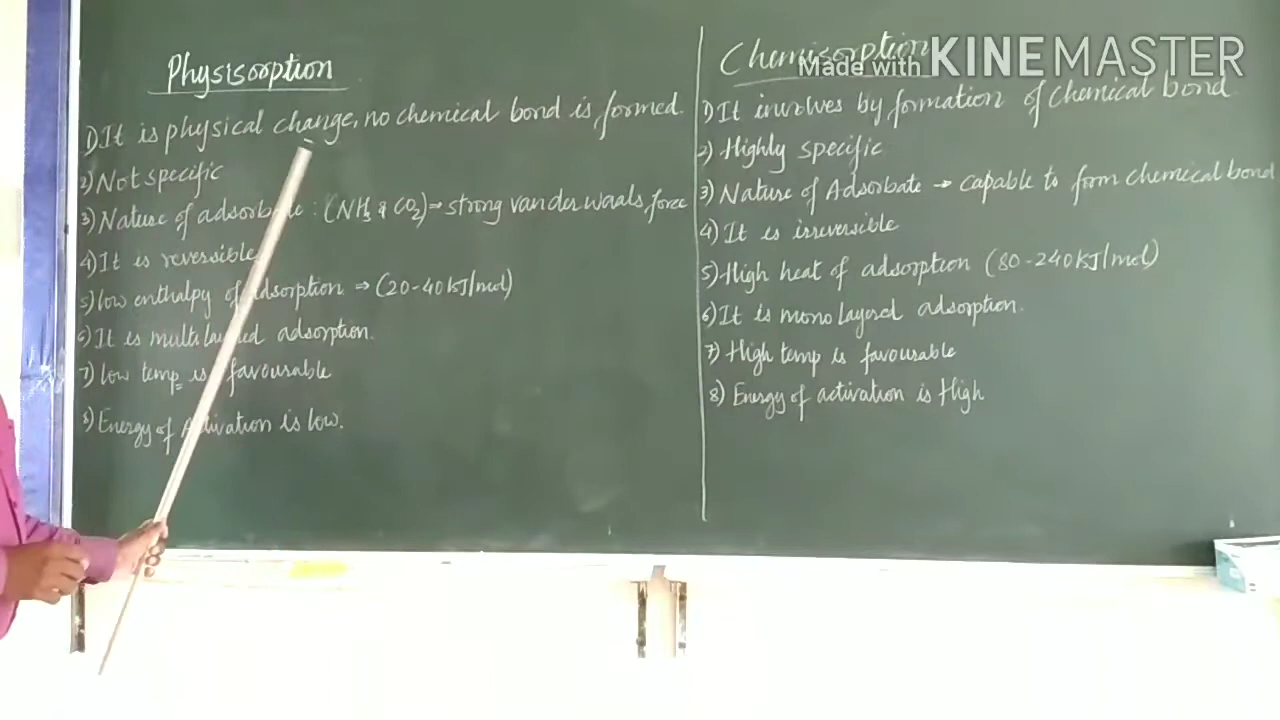 Physisorption
1) It is physical change, no chemical bond is formed.
2) Not specific
3) Nature of adsorbate : (NH3 & CO2) → strong vander waals force
4) It is reversible
5) low enthalpy of adsorption ⇒ (20-40 kJ/mol)
6) It is multilayered adsorption.
7) low temp is favourable
8) Energy of Activation is low.
Chemisorption
1) It involves by formation of chemical bond
2) Highly specific
3) Nature of Adsorbate → capable to form chemical bond
4) It is irreversible
5) High heat of adsorption (80-240 kJ/mol)
6) It is mono layered adsorption.
7) High temp is favourable
8) Energy of activation is High
Made with KINEMASTER